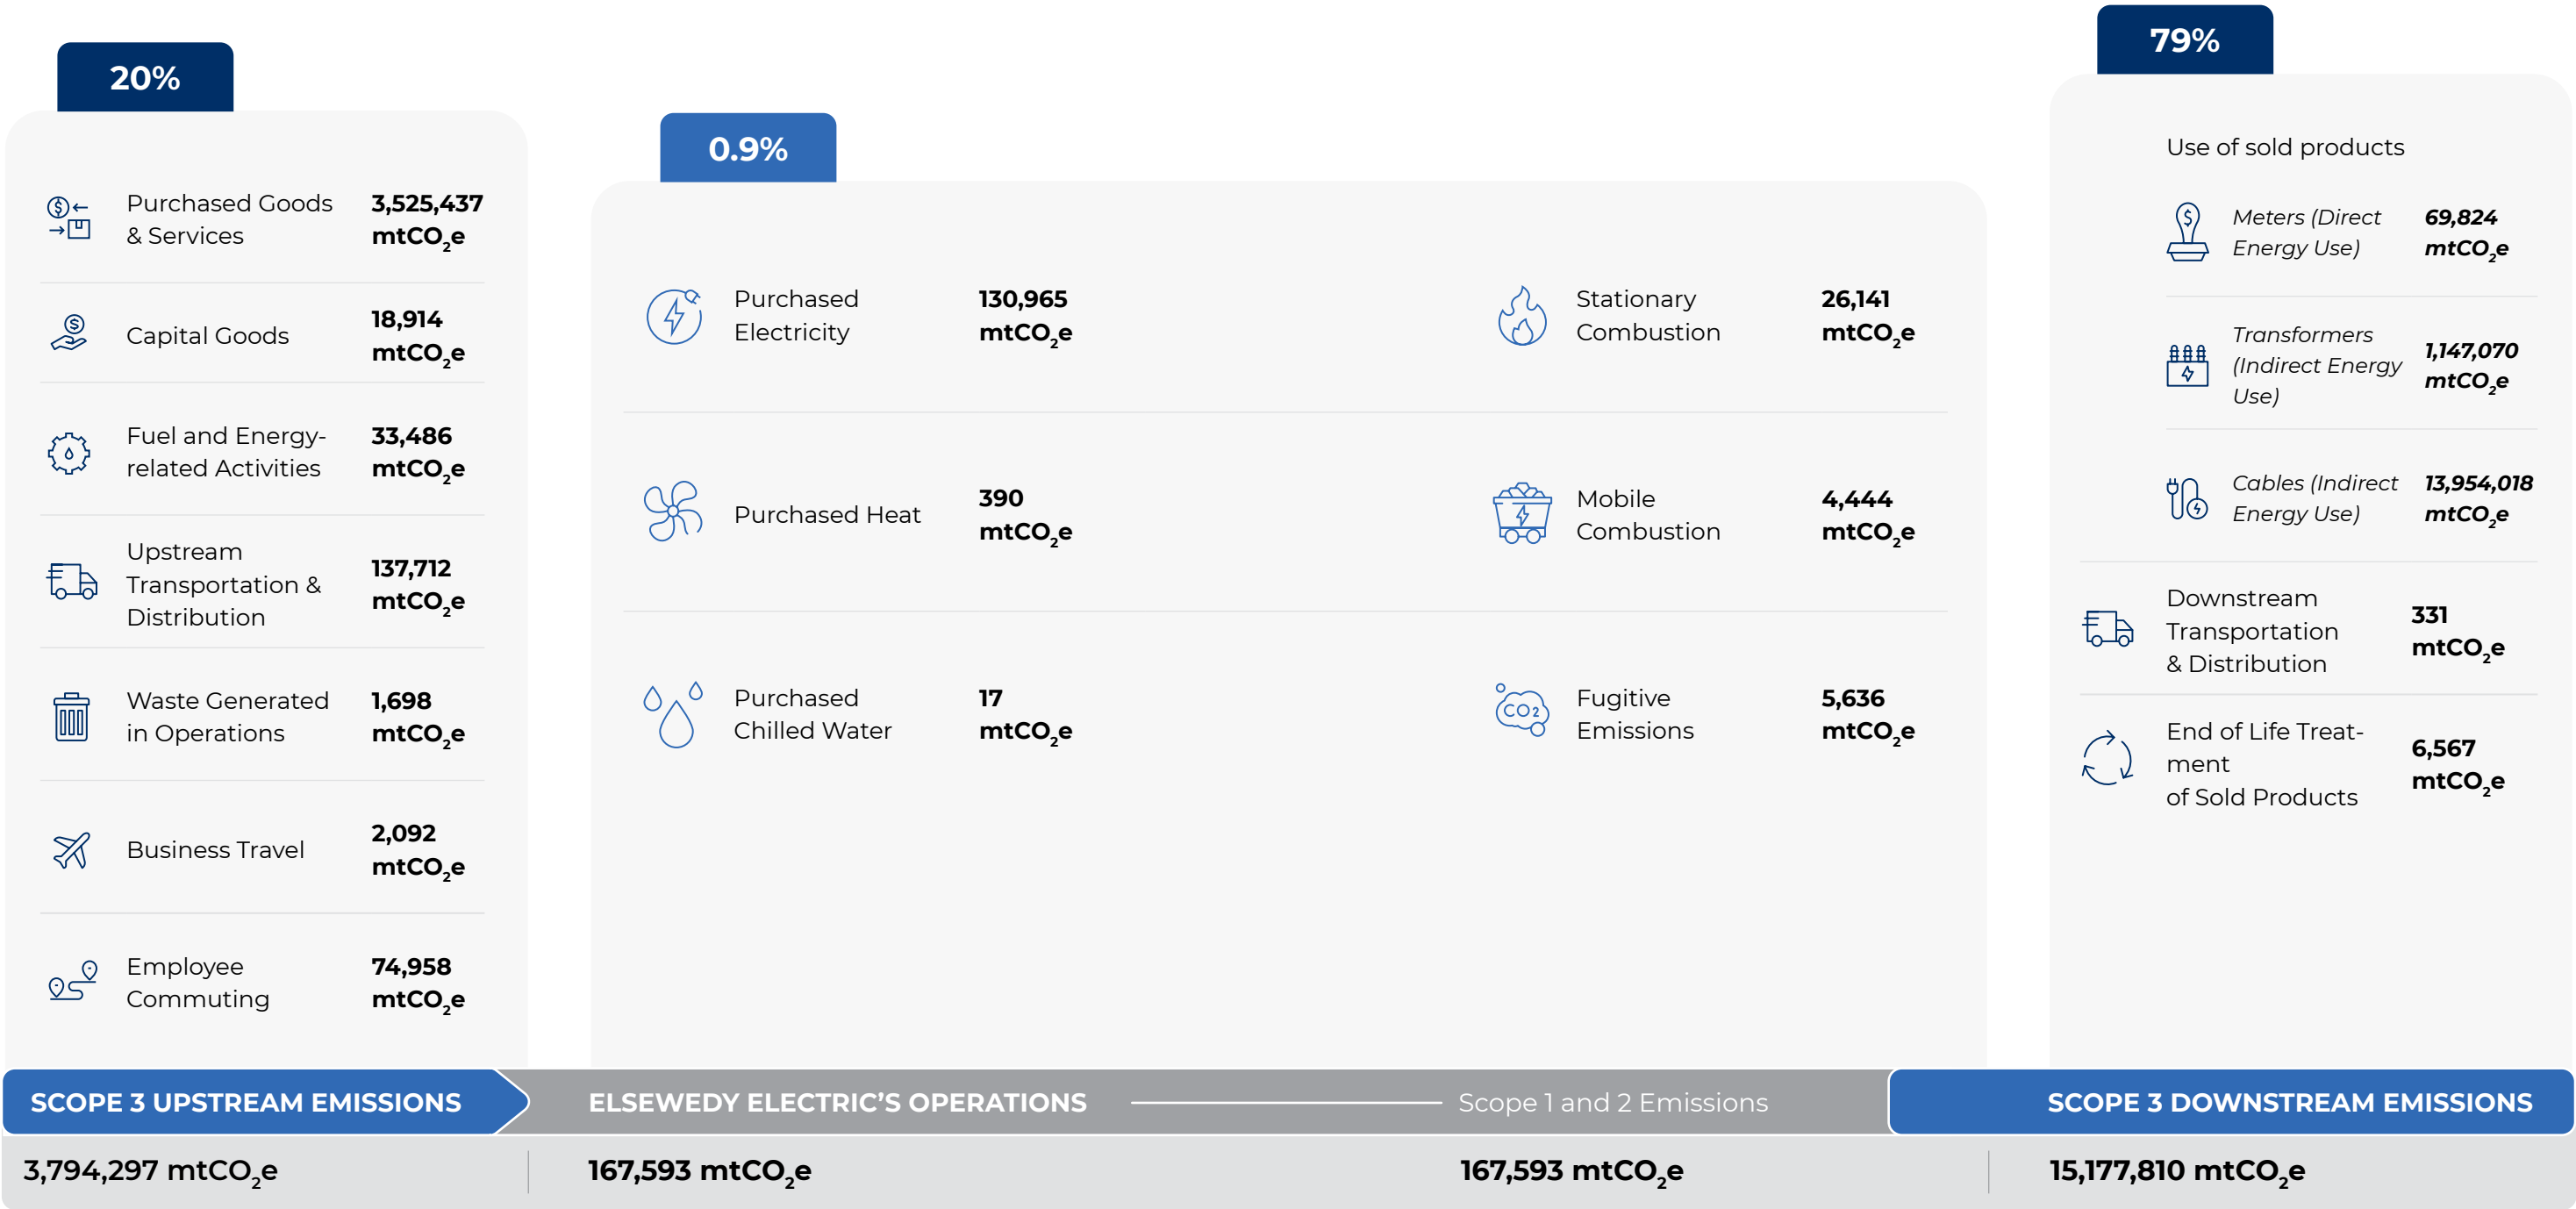 20%
Purchased Goods
& Services
3,525,437
mtCO₂e
Capital Goods
18,914
mtCO₂e
Fuel and Energy-
related Activities
33,486
mtCO₂e
Upstream
Transportation &
Distribution
137,712
mtCO₂e
Waste Generated
in Operations
1,698
mtCO₂e
Business Travel
2,092
mtCO₂e
Employee
Commuting
74,958
mtCO₂e
0.9%
Purchased
Electricity
130,965
mtCO₂e
Purchased Heat
390
mtCO₂e
Purchased
Chilled Water
17
mtCO₂e
Stationary
Combustion
26,141
mtCO₂e
Mobile
Combustion
4,444
mtCO₂e
CO2
Fugitive
Emissions
5,636
mtCO₂e
79%
Use of sold products
Meters (Direct
Energy Use)
69,824
mtCO₂e
Transformers
(Indirect Energy
Use)
1,147,070
mtCO₂e
Cables (Indirect
Energy Use)
13,954,018
mtCO₂e
Downstream
Transportation
& Distribution
331
mtCO₂e
End of Life Treat-
ment
of Sold Products
6,567
mtCO₂e
SCOPE 3 UPSTREAM EMISSIONS
ELSEWEDY ELECTRIC'S OPERATIONS
Scope 1 and 2 Emissions
SCOPE 3 DOWNSTREAM EMISSIONS
3,794,297 mtCO₂e
167,593 mtCO₂e
167,593 mtCO₂e
15,177,810 mtCO₂e